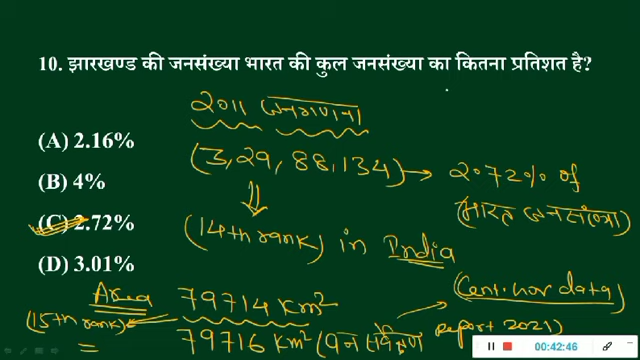 10. झारखण्ड की जनसंख्या भारत की कुल जनसंख्या का कितना प्रतिशत है?
2011 जनगणना
(A) 2.16%
(3,29,88,134) → 2.72% of
(B) 4%
भारत जनसंख्या)
(C) 2.72%
(14th rank) in India
(D) 3.01%
(Cent. Gov data)
Area
79714 Km²
(15th rank)
79716 Km² (वन सर्वेक्षण report 2021)
=
00:42:46